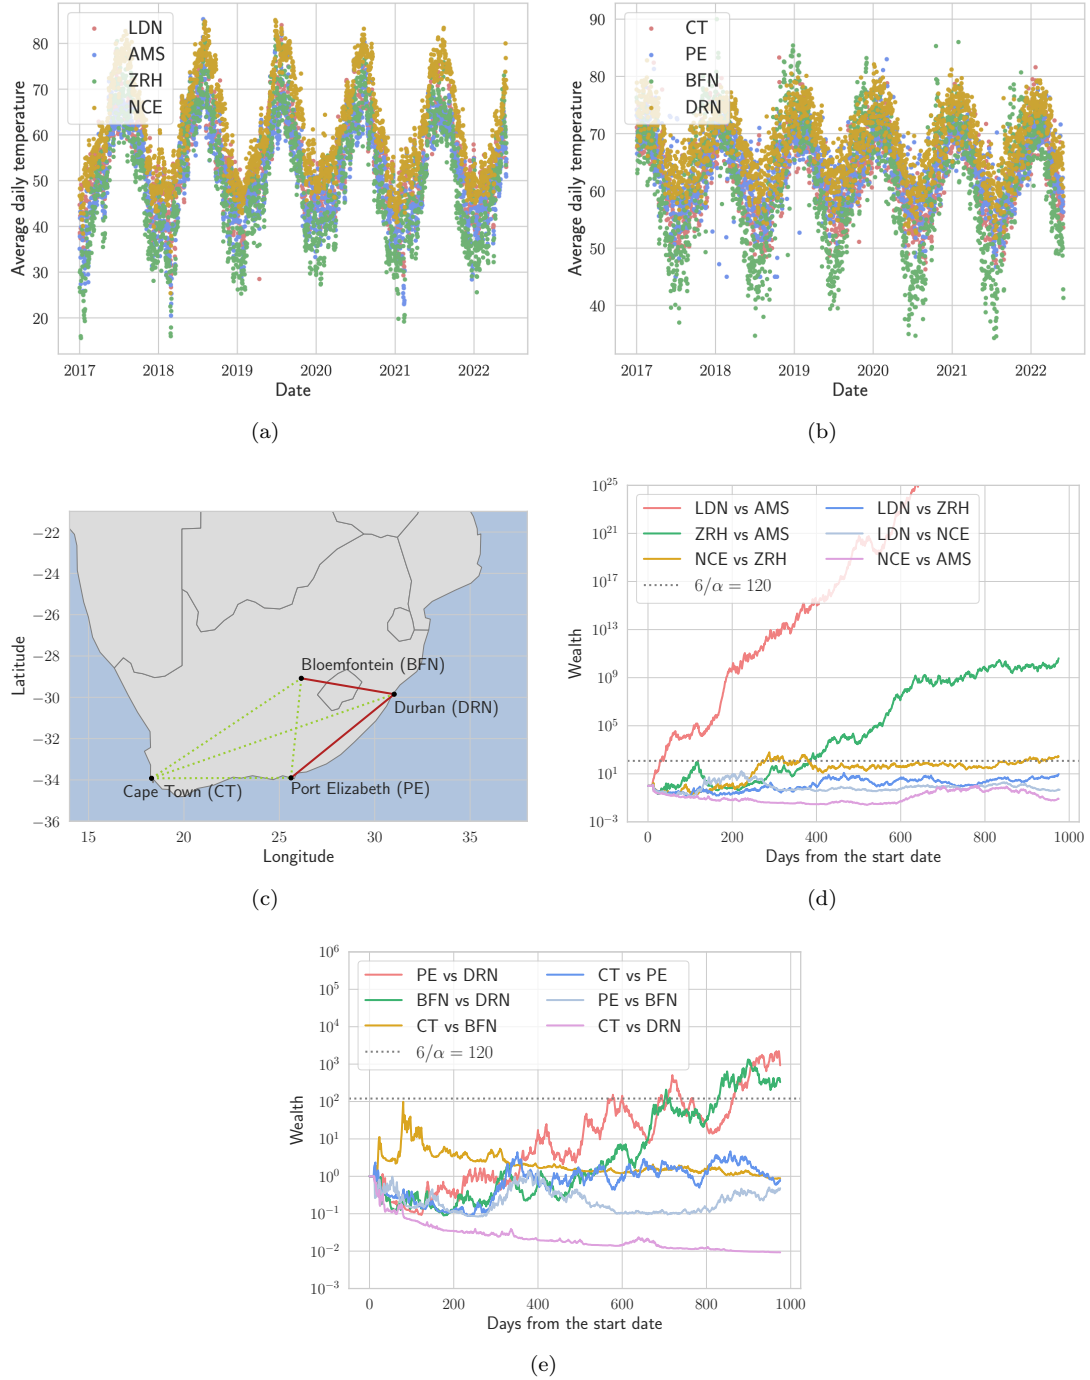 LDN
AMS
ZRH
NCE
80
70
60
50
40
30
20
Average daily temperature
2017 2018 2019 2020 2021 2022
Date
(a)
CT
PE
BFN
DRN
90
80
70
60
50
40
Average daily temperature
2017 2018 2019 2020 2021 2022
Date
(b)
−22
−24
−26
−28
−30
−32
−34
−36
Latitude
Bloemfontein (BFN)
Durban (DRN)
Port Elizabeth (PE)
Cape Town (CT)
15 20 25 30 35
Longitude
(c)
LDN vs AMS LDN vs ZRH
ZRH vs AMS LDN vs NCE
NCE vs ZRH NCE vs AMS
6/α = 120
10^25
10^21
10^17
10^13
10^9
10^5
10^1
10^−3
Wealth
0 200 400 600 800 1000
Days from the start date
(d)
PE vs DRN CT vs PE
BFN vs DRN PE vs BFN
CT vs BFN CT vs DRN
6/α = 120
10^6
10^5
10^4
10^3
10^2
10^1
10^0
10^−1
10^−2
10^−3
Wealth
0 200 400 600 800 1000
Days from the start date
(e)